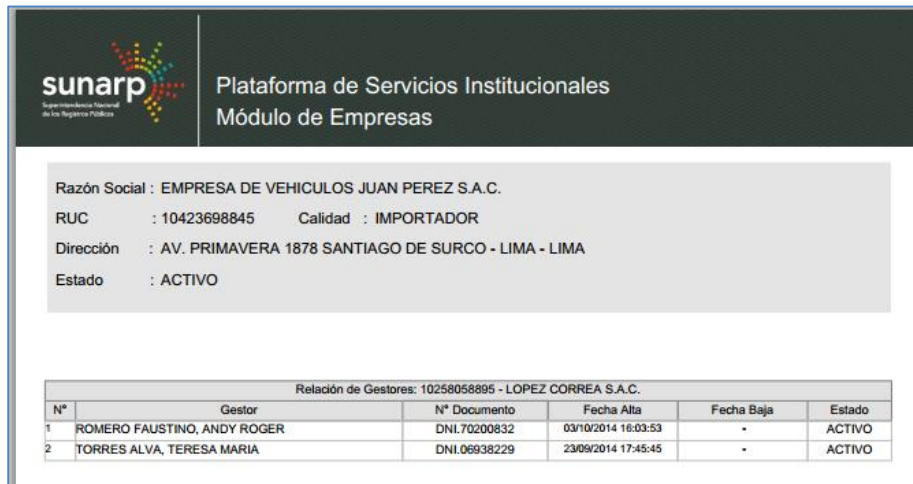 sunarp
Superintendencia Nacional
de los Registros Públicos
Plataforma de Servicios Institucionales
Módulo de Empresas
Razón Social : EMPRESA DE VEHICULOS JUAN PEREZ S.A.C.
RUC : 10423698845 Calidad : IMPORTADOR
Dirección : AV. PRIMAVERA 1878 SANTIAGO DE SURCO - LIMA - LIMA
Estado : ACTIVO
Relación de Gestores: 10258058895 - LOPEZ CORREA S.A.C.
N° Gestor N° Documento Fecha Alta Fecha Baja Estado
1 ROMERO FAUSTINO, ANDY ROGER DNI.70200832 03/10/2014 16:03:53 - ACTIVO
2 TORRES ALVA, TERESA MARIA DNI.06938229 23/09/2014 17:45:45 - ACTIVO